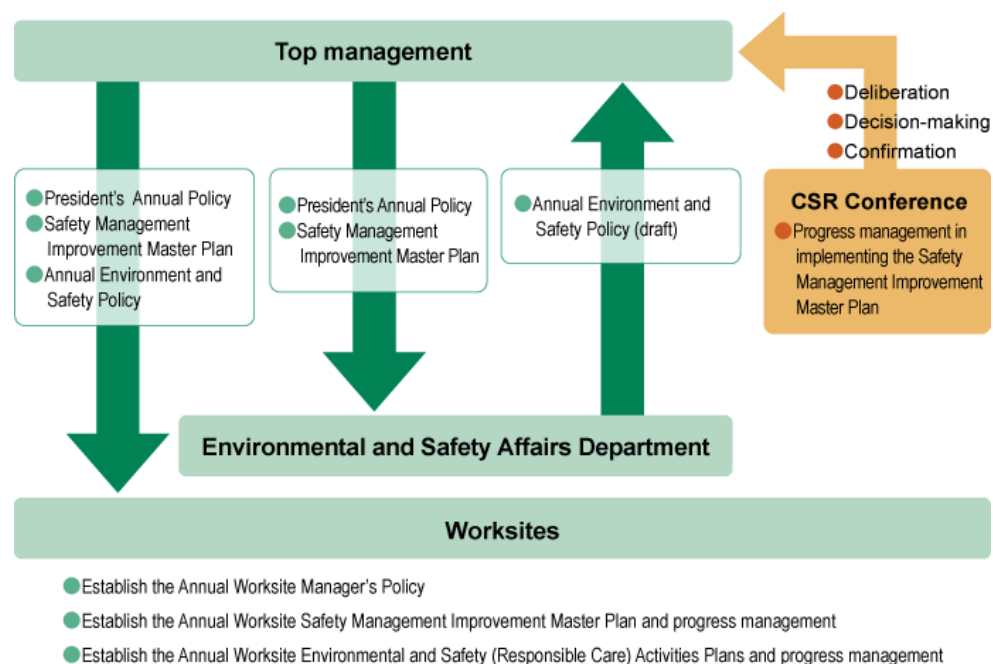 Top management
Deliberation
Decision-making
Confirmation
President's Annual Policy
Safety Management
Improvement Master Plan
Annual Environment and
Safety Policy
President's Annual Policy
Safety Management
Improvement Master Plan
Annual Environment and
Safety Policy (draft)
CSR Conference
Progress management in
implementing the Safety
Management Improvement
Master Plan
Environmental and Safety Affairs Department
Worksites
Establish the Annual Worksite Manager's Policy
Establish the Annual Worksite Safety Management Improvement Master Plan and progress management
Establish the Annual Worksite Environmental and Safety (Responsible Care) Activities Plans and progress management